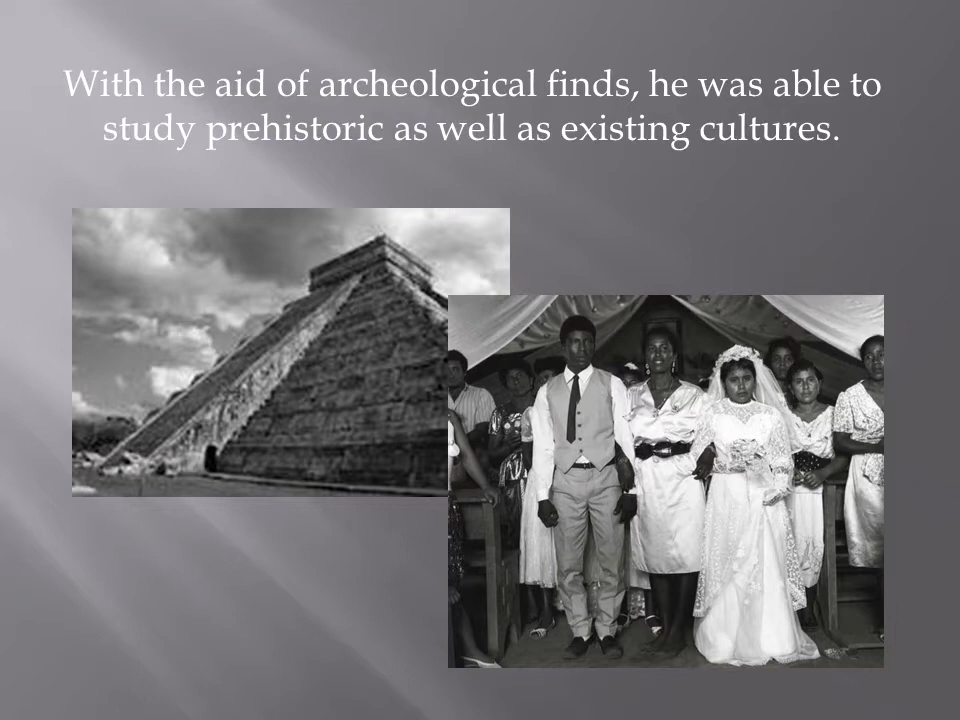 With the aid of archeological finds, he was able to
study prehistoric as well as existing cultures.